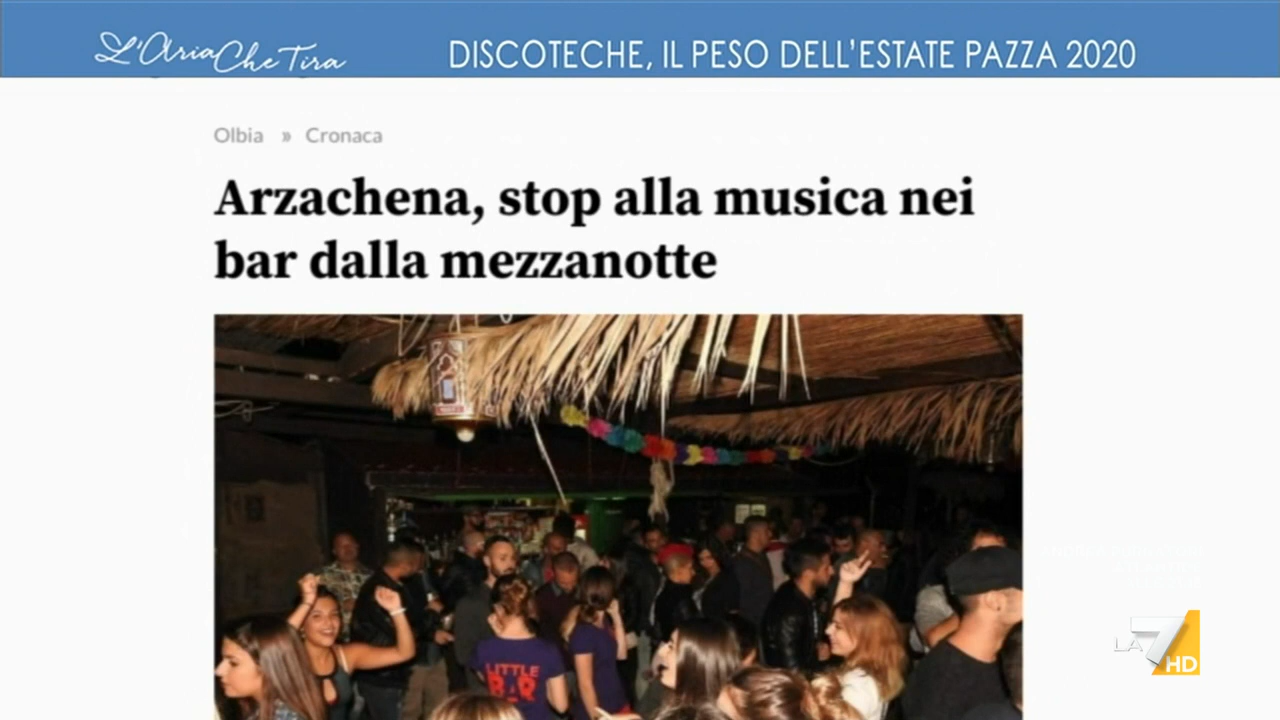 L'Aria Che Tira
DISCOTECHE, IL PESO DELL'ESTATE PAZZA 2020
Olbia » Cronaca
Arzachena, stop alla musica nei
bar dalla mezzanotte
LITTLE
BAR
LA7
HD